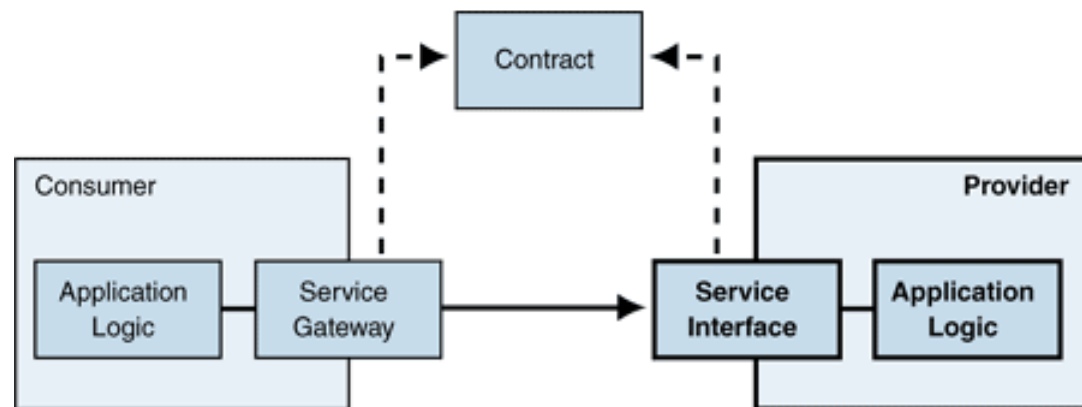 Contract
Consumer
Provider
Application
Logic
Service
Gateway
Service
Interface
Application
Logic